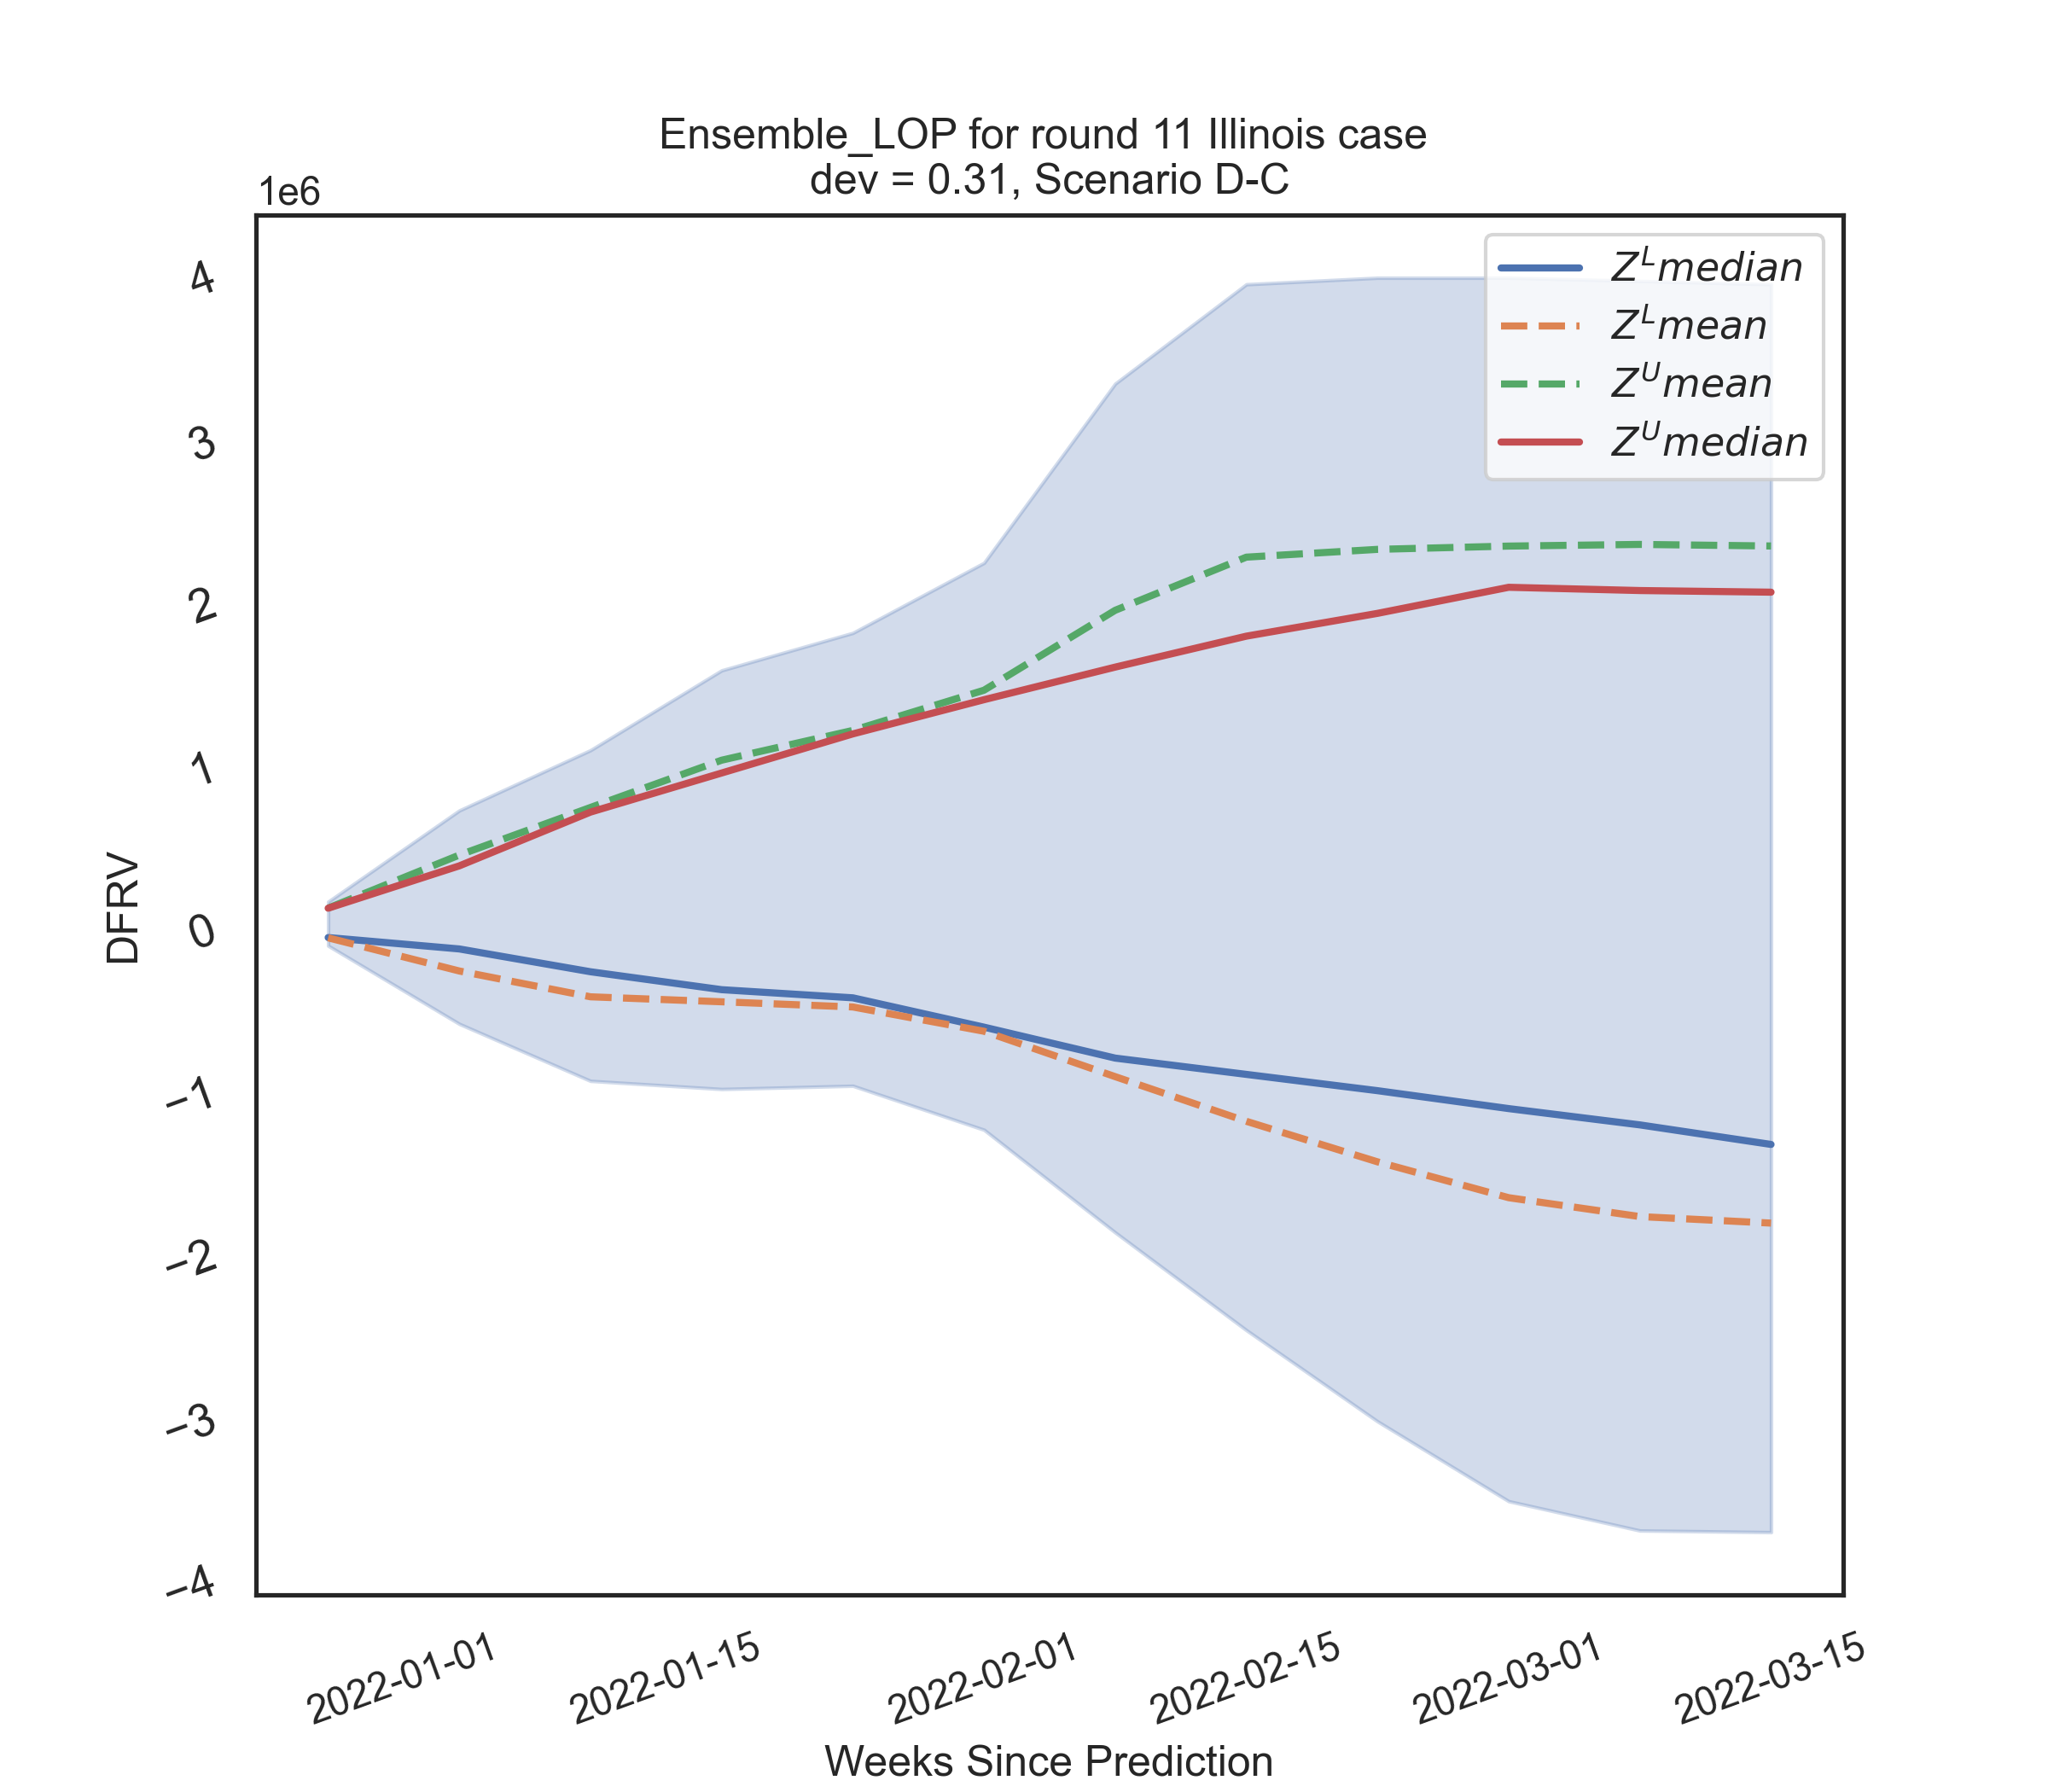 Ensemble_LOP for round 11 Illinois case
dev = 0.31, Scenario D-C
1e6
Z^L median
Z^L mean
Z^U mean
Z^U median
4
3
2
1
0
−1
−2
−3
−4
DFRV
2022-01-01
2022-01-15
2022-02-01
2022-02-15
2022-03-01
2022-03-15
Weeks Since Prediction